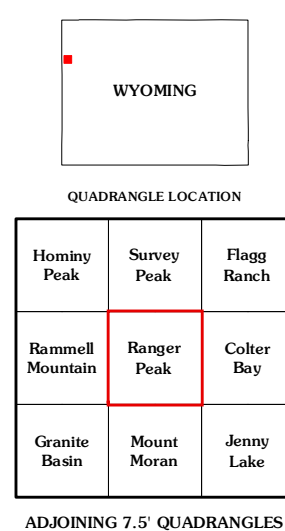 WYOMING
QUADRANGLE LOCATION
Hominy Peak
Survey Peak
Flagg Ranch
Rammell Mountain
Ranger Peak
Colter Bay
Granite Basin
Mount Moran
Jenny Lake
ADJOINING 7.5' QUADRANGLES